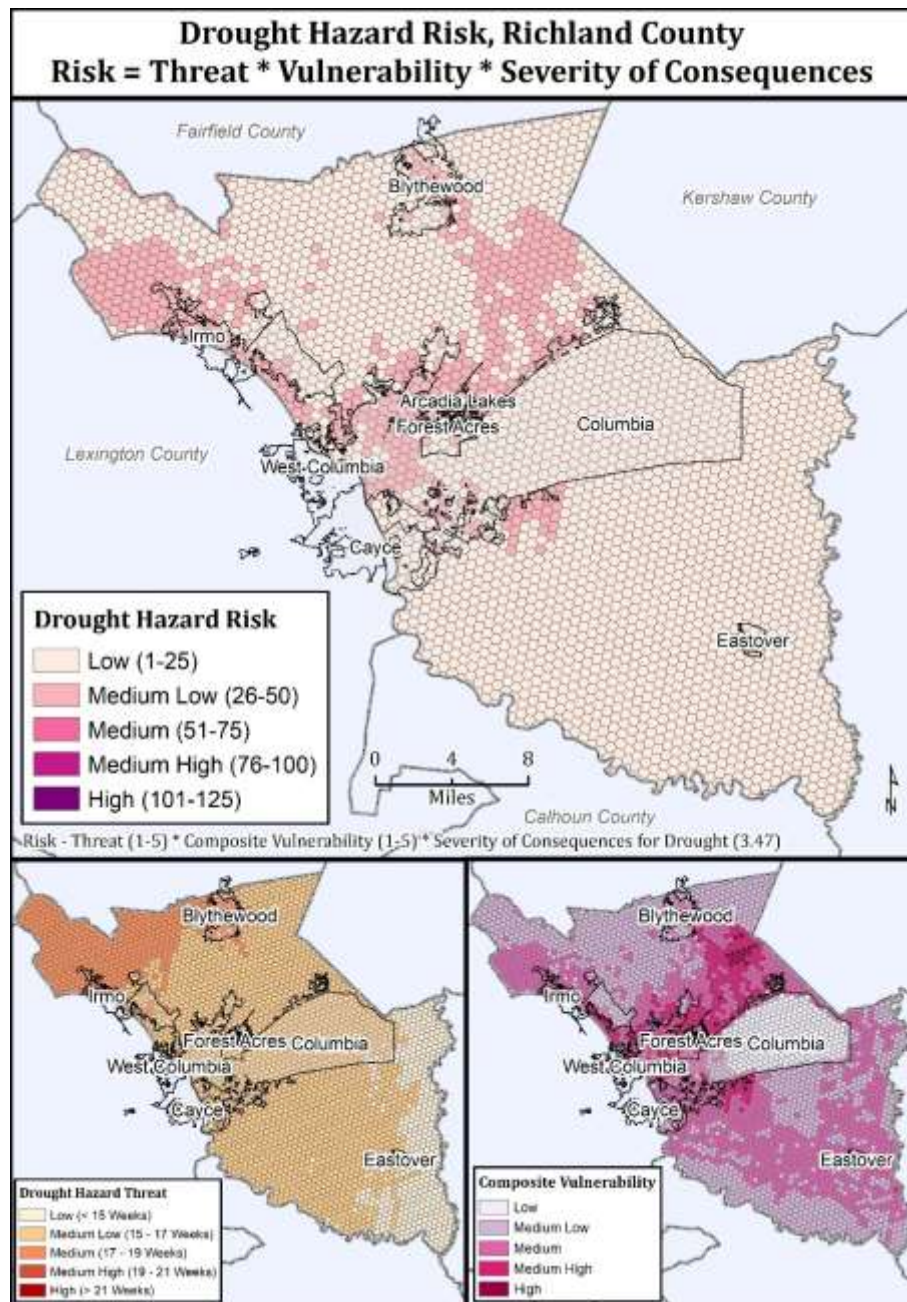 Drought Hazard Risk, Richland County
Risk = Threat * Vulnerability * Severity of Consequences
Fairfield County
Blythewood
Kershaw County
Irmo
Arcadia Lakes
Forest Acres
Columbia
Lexington County
West Columbia
Cayce
Eastover
Drought Hazard Risk
Low (1-25)
Medium Low (26-50)
Medium (51-75)
Medium High (76-100)
High (101-125)
0 4 8
Miles
N
Calhoun County
Risk - Threat (1-5) * Composite Vulnerability (1-5) * Severity of Consequences for Drought (3.47)
Blythewood
Irmo
Forest Acres
Columbia
West Columbia
Cayce
Eastover
Drought Hazard Threat
Low (< 15 Weeks)
Medium Low (15 - 17 Weeks)
Medium (17 - 19 Weeks)
Medium High (19 - 21 Weeks)
High (> 21 Weeks)
Blythewood
Irmo
Forest Acres
Columbia
West Columbia
Cayce
Eastover
Composite Vulnerability
Low
Medium Low
Medium
Medium High
High